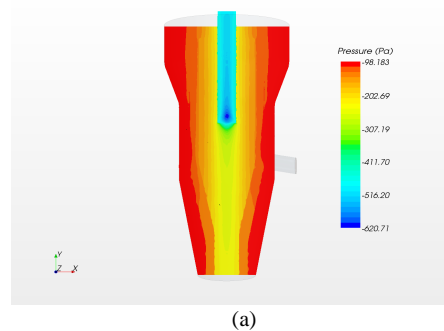 Pressure (Pa)
-98.183
-202.69
-307.19
-411.70
-516.20
-620.71
Y
Z X
(a)